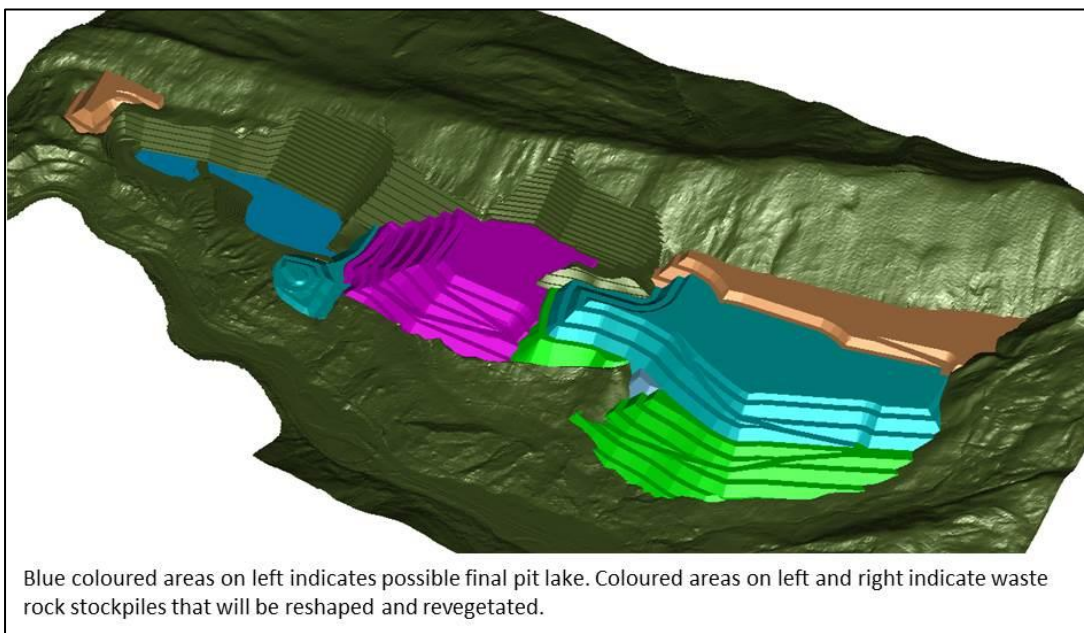 Blue coloured areas on left indicates possible final pit lake. Coloured areas on left and right indicate waste
rock stockpiles that will be reshaped and revegetated.